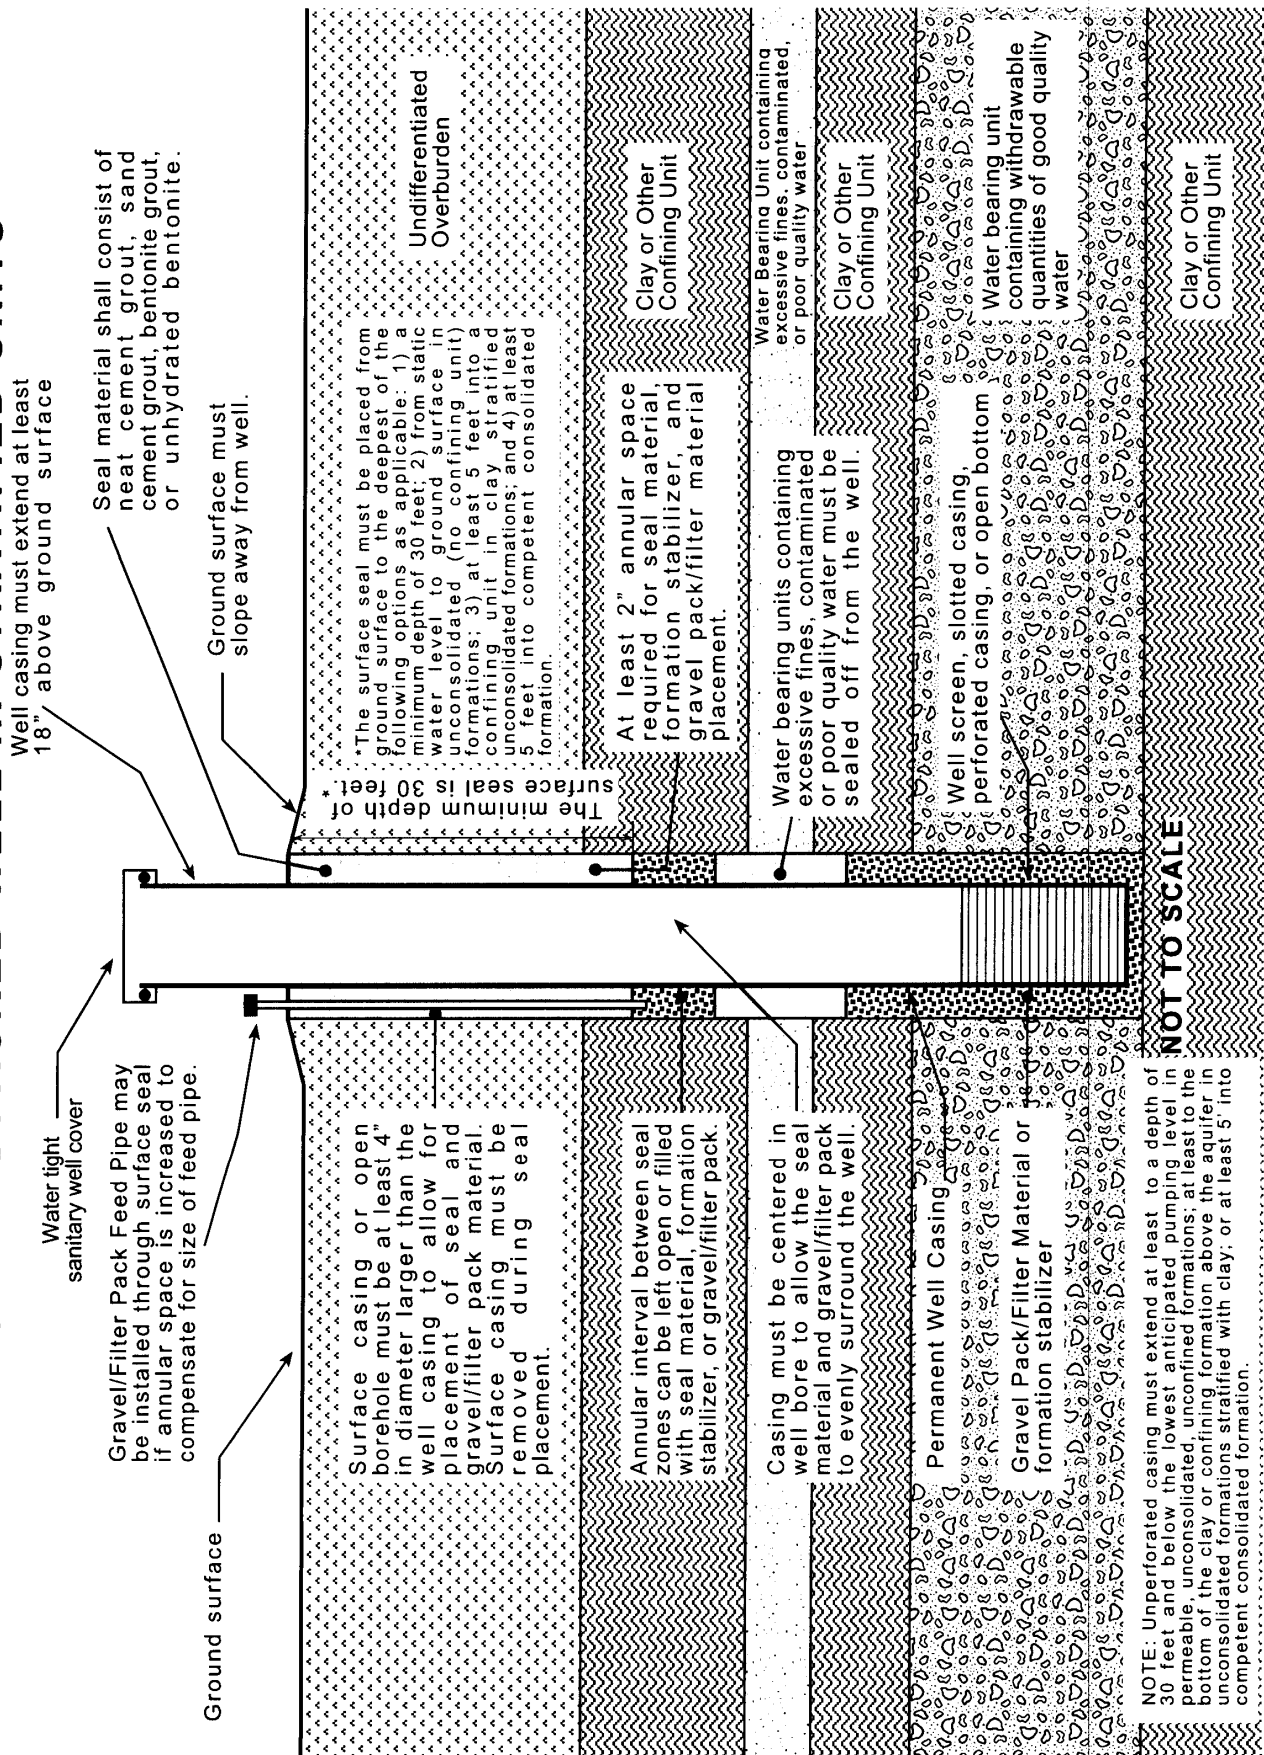 Well casing must extend at least
18" above ground surface
Seal material shall consist of
neat cement grout, sand
cement grout, bentonite grout,
or unhydrated bentonite.
Ground surface must
slope away from well.
Water tight
sanitary well cover
Gravel/Filter Pack Feed Pipe may
be installed through surface seal
if annular space is increased to
compensate for size of feed pipe.
Ground surface
Surface casing or open
borehole must be at least 4"
in diameter larger than the
well casing to allow for
placement of seal and
gravel/filter pack material.
Surface casing must be
removed during seal
placement.
The minimum depth of
surface seal is 30 feet.*
*The surface seal must be placed from
ground surface to the deepest of the
following options as applicable: 1) a
minimum depth of 30 feet; 2) from static
water level to ground surface in
unconsolidated (no confining unit)
formations; 3) at least 5 feet into a
confining unit in clay stratified
unconsolidated formations; and 4) at least
5 feet into competent consolidated
formation.
Undifferentiated
Overburden
Annular interval between seal
zones can be left open or filled
with seal material, formation
stabilizer, or gravel/filter pack.
At least 2" annular space
required for seal material,
formation stabilizer, and
gravel pack/filter material
placement.
Clay or Other
Confining Unit
Casing must be centered in
well bore to allow the seal
material and gravel/filter pack
to evenly surround the well.
Water bearing units containing
excessive fines, contaminated
or poor quality water must be
sealed off from the well.
Water Bearing Unit containing
excessive fines, contaminated,
or poor quality water
Clay or Other
Confining Unit
Permanent Well Casing
Gravel Pack/Filter Material or
formation stabilizer
Well screen, slotted casing,
perforated casing, or open bottom
Water bearing unit
containing withdrawable
quantities of good quality
water
NOTE: Unperforated casing must extend at least to a depth of
30 feet and below the lowest anticipated pumping level in
permeable, unconsolidated, unconfined formations; at least to the
bottom of the clay or confining formation above the aquifer in
unconsolidated formations stratified with clay; or at least 5' into
competent consolidated formation.
NOT TO SCALE
Clay or Other
Confining Unit